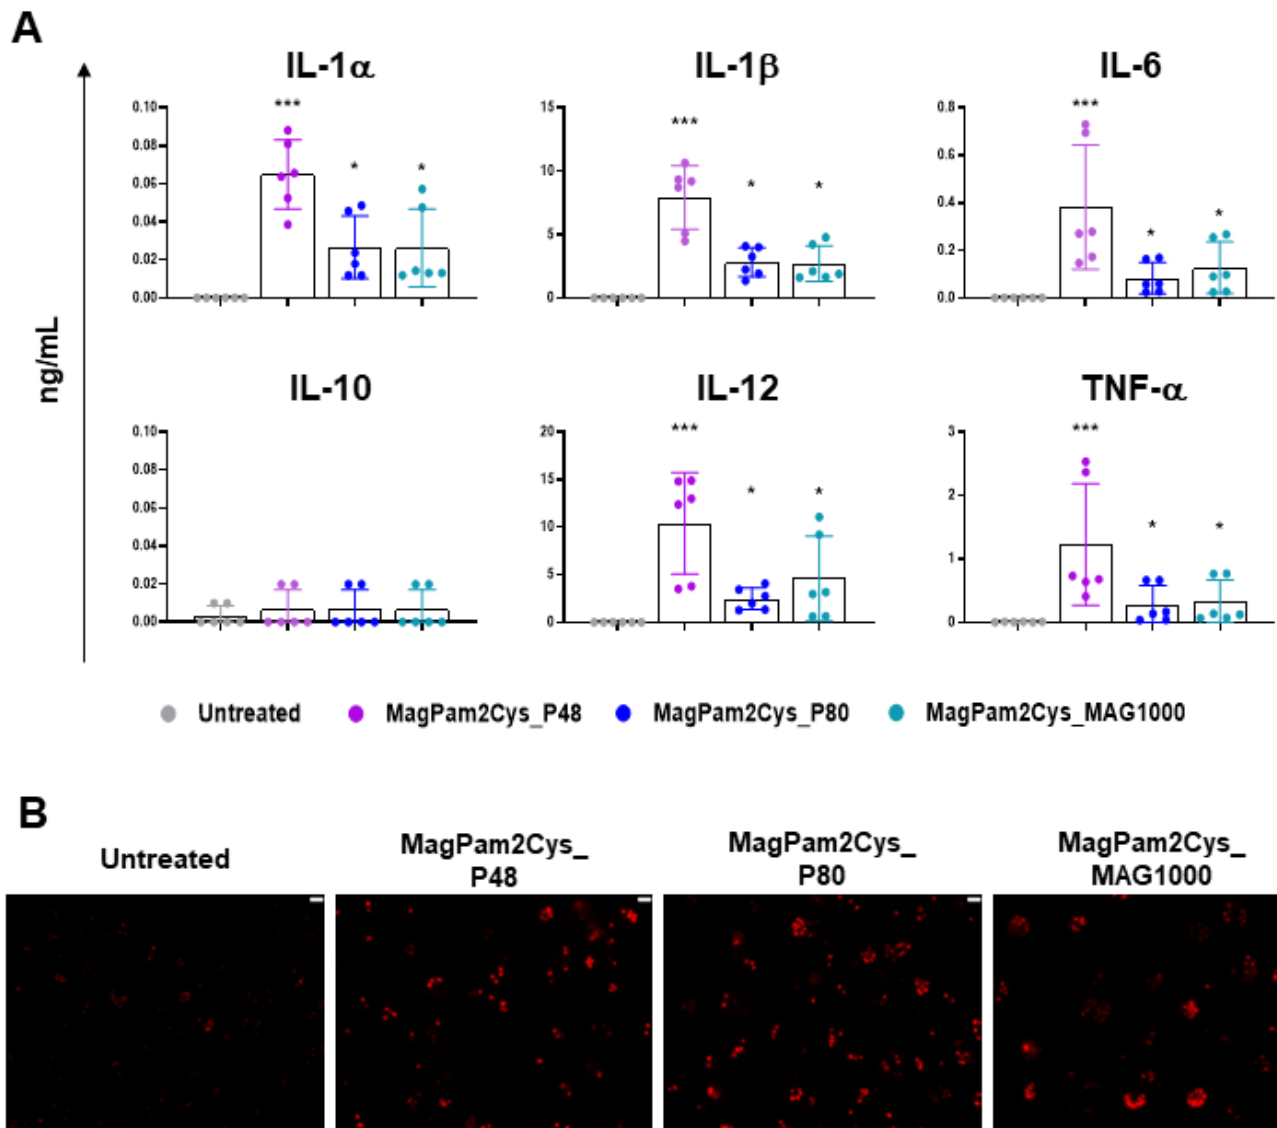 A
IL-1α IL-1β IL-6
*** *** ***
* * * * * *
0.10 0.08 0.06 0.04 0.02 0.00
15 10 5 0
0.8 0.6 0.4 0.2 0.0
ng/mL
IL-10 IL-12 TNF-α
*** ***
* * * *
0.10 0.08 0.06 0.04 0.02 0.00
20 15 10 5 0
3 2 1 0
Untreated MagPam2Cys_P48 MagPam2Cys_P80 MagPam2Cys_MAG1000
B
Untreated
MagPam2Cys_
P48
MagPam2Cys_
P80
MagPam2Cys_
MAG1000